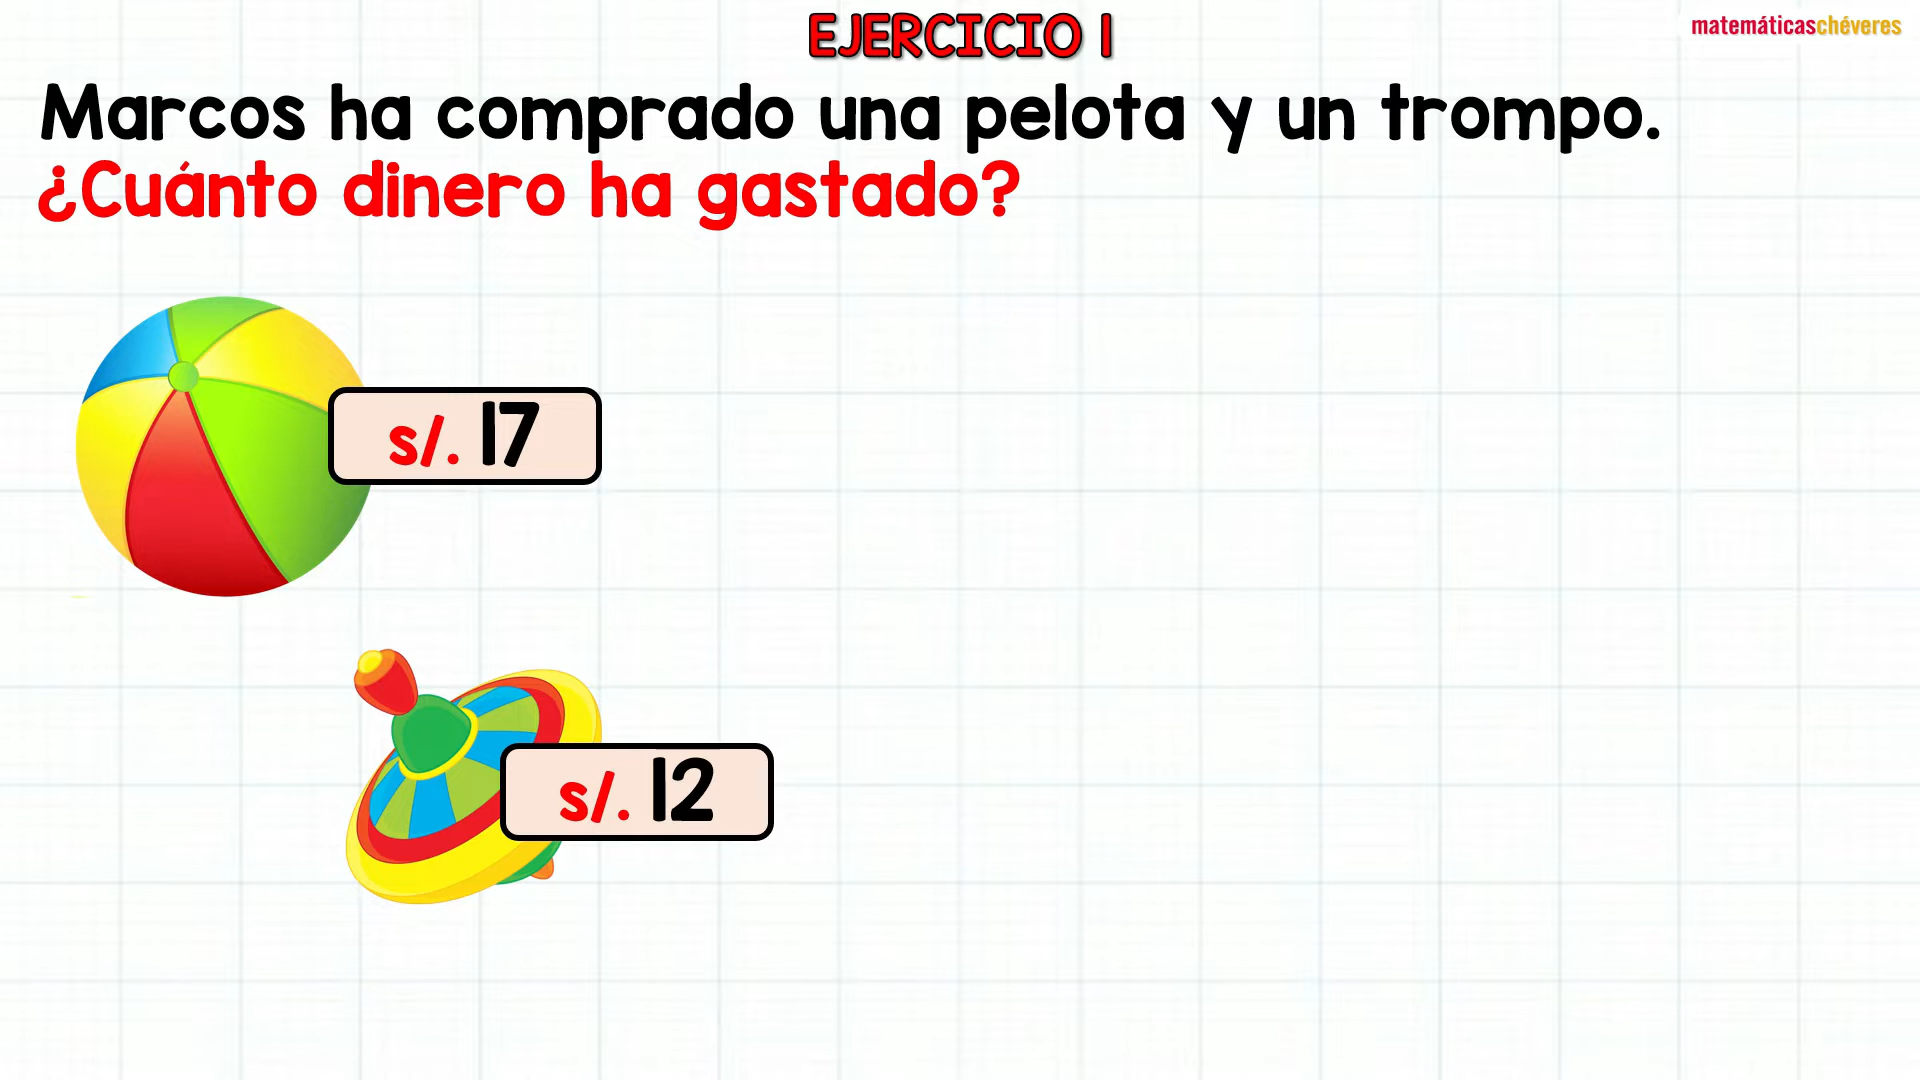 EJERCICIO 1
matemáticaschéveres
Marcos ha comprado una pelota y un trompo.
¿Cuánto dinero ha gastado?
s/. 17
s/. 12